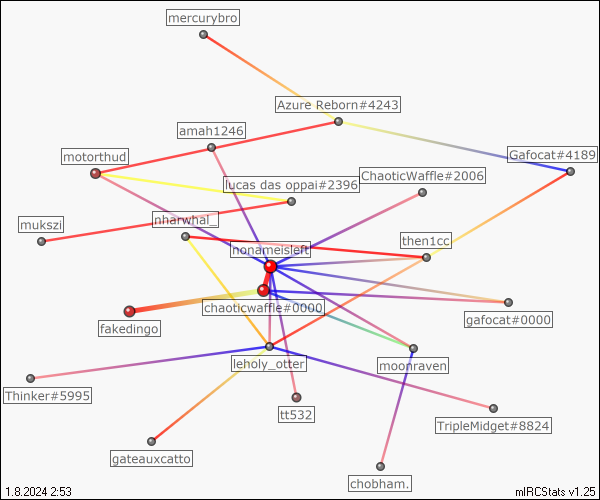 mercurybro
Azure Reborn#4243
amah1246
motorthud
Gafocat#4189
ChaoticWaffle#2006
lucas das oppai#2396
mukszi
nharwhal_
then1cc
nonameisleft
chaoticwaffle#0000
fakedingo
gafocat#0000
leholy_otter
moonraven
Thinker#5995
tt532
TripleMidget#8824
gateauxcatto
chobham.
1.8.2024 2:53
mIRCStats v1.25